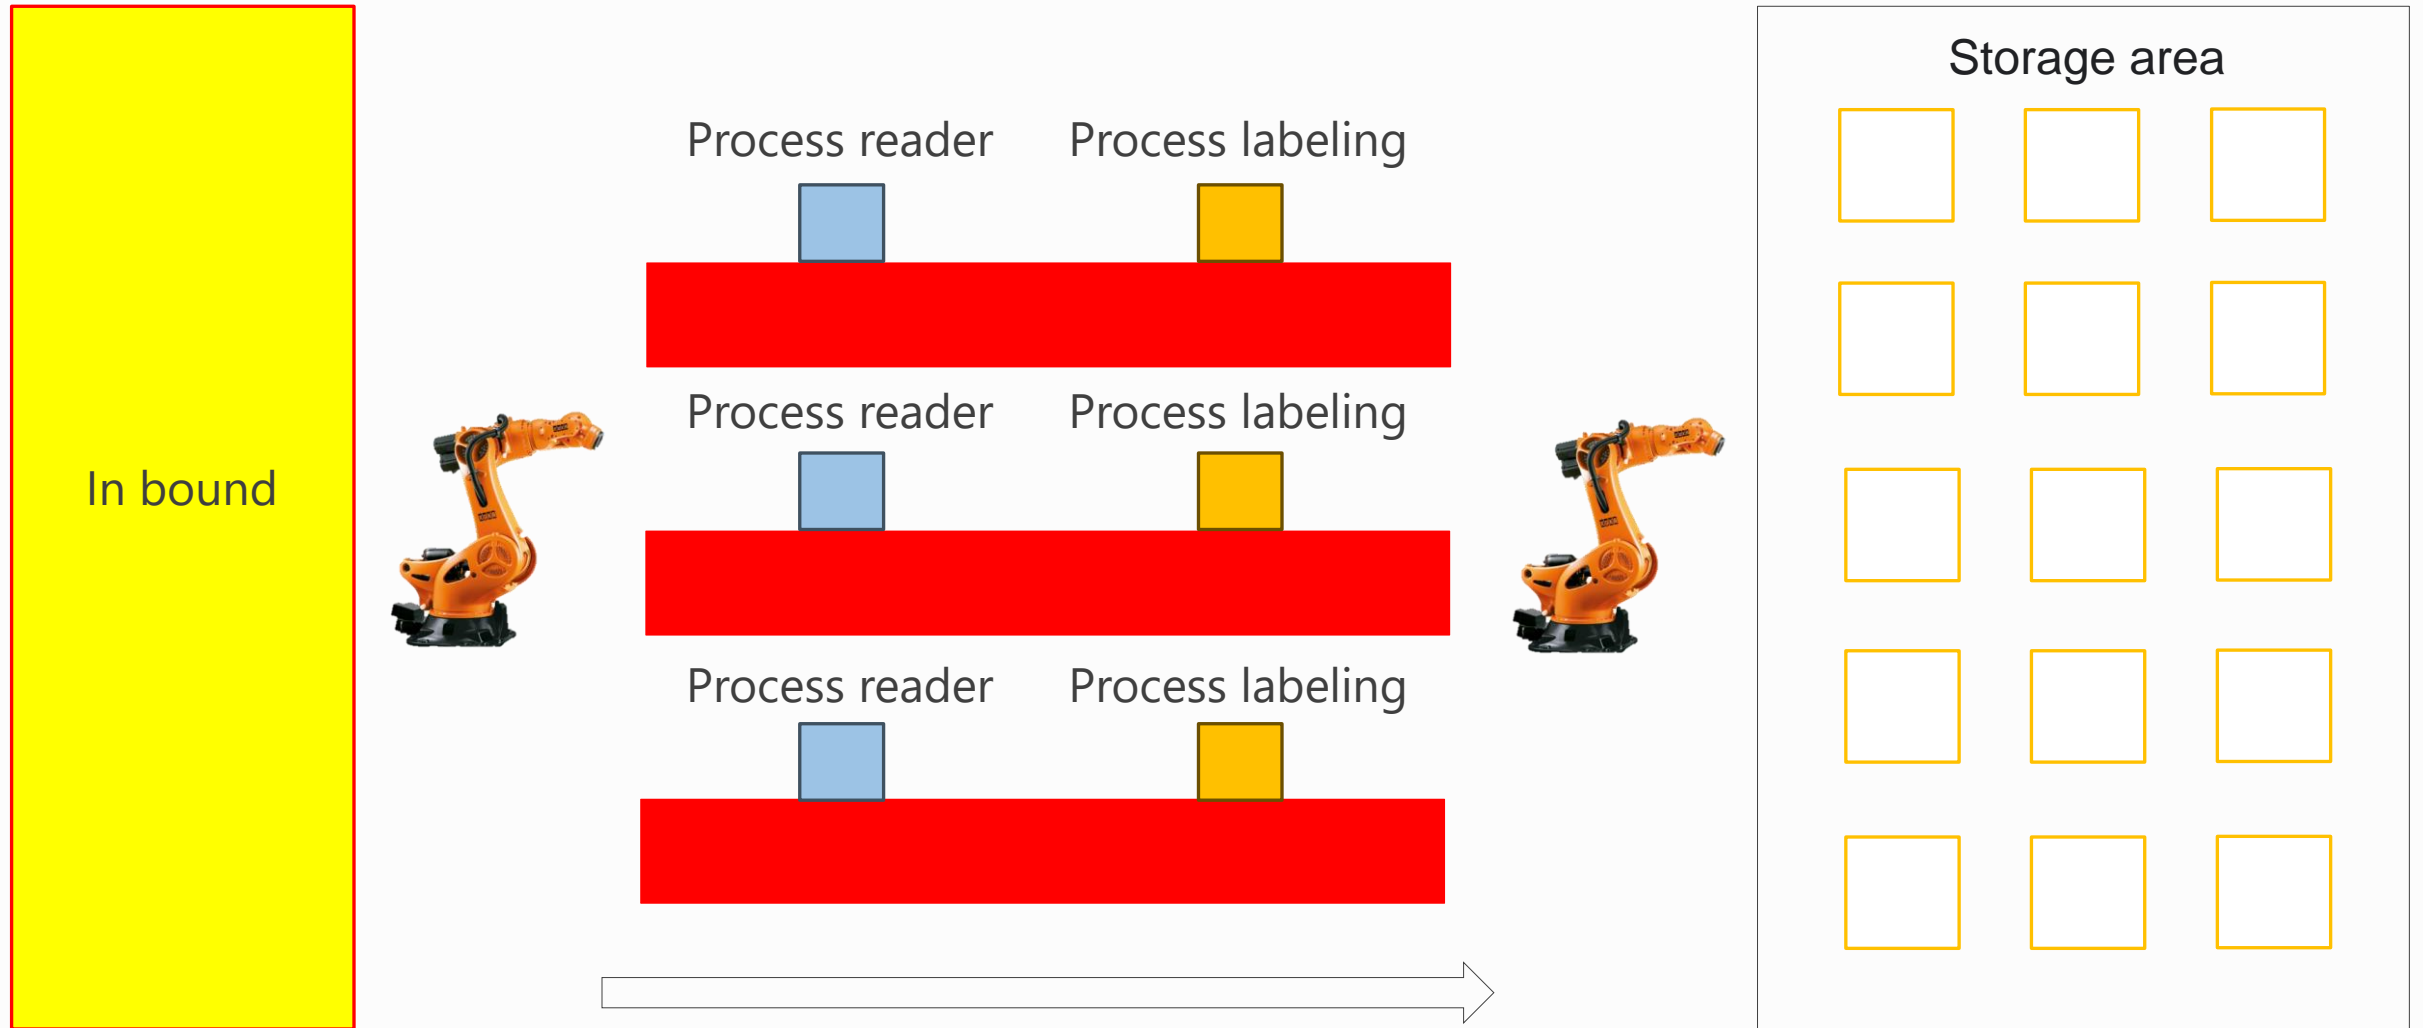 Storage area
Process reader
Process labeling
Process reader
Process labeling
In bound
Process reader
Process labeling